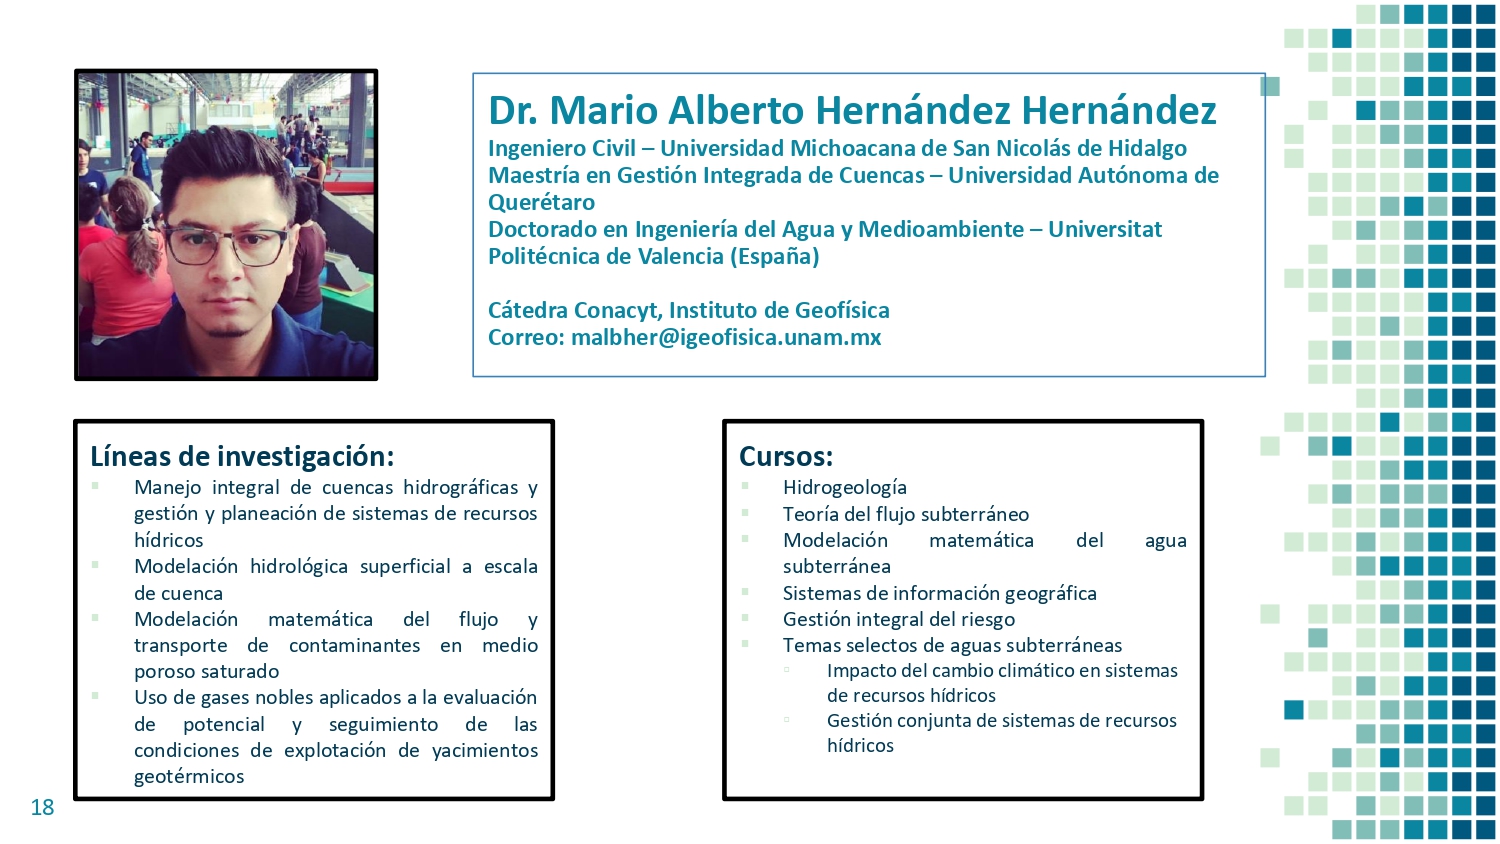 Dr. Mario Alberto Hernández Hernández
Ingeniero Civil – Universidad Michoacana de San Nicolás de Hidalgo
Maestría en Gestión Integrada de Cuencas – Universidad Autónoma de
Querétaro
Doctorado en Ingeniería del Agua y Medioambiente – Universitat
Politécnica de Valencia (España)
Cátedra Conacyt, Instituto de Geofísica
Correo: malbher@igeofisica.unam.mx
Líneas de investigación:
Manejo integral de cuencas hidrográficas y
gestión y planeación de sistemas de recursos
hídricos
Modelación hidrológica superficial a escala
de cuenca
Modelación matemática del flujo y
transporte de contaminantes en medio
poroso saturado
Uso de gases nobles aplicados a la evaluación
de potencial y seguimiento de las
condiciones de explotación de yacimientos
geotérmicos
Cursos:
Hidrogeología
Teoría del flujo subterráneo
Modelación matemática del agua
subterránea
Sistemas de información geográfica
Gestión integral del riesgo
Temas selectos de aguas subterráneas
Impacto del cambio climático en sistemas
de recursos hídricos
Gestión conjunta de sistemas de recursos
hídricos
18